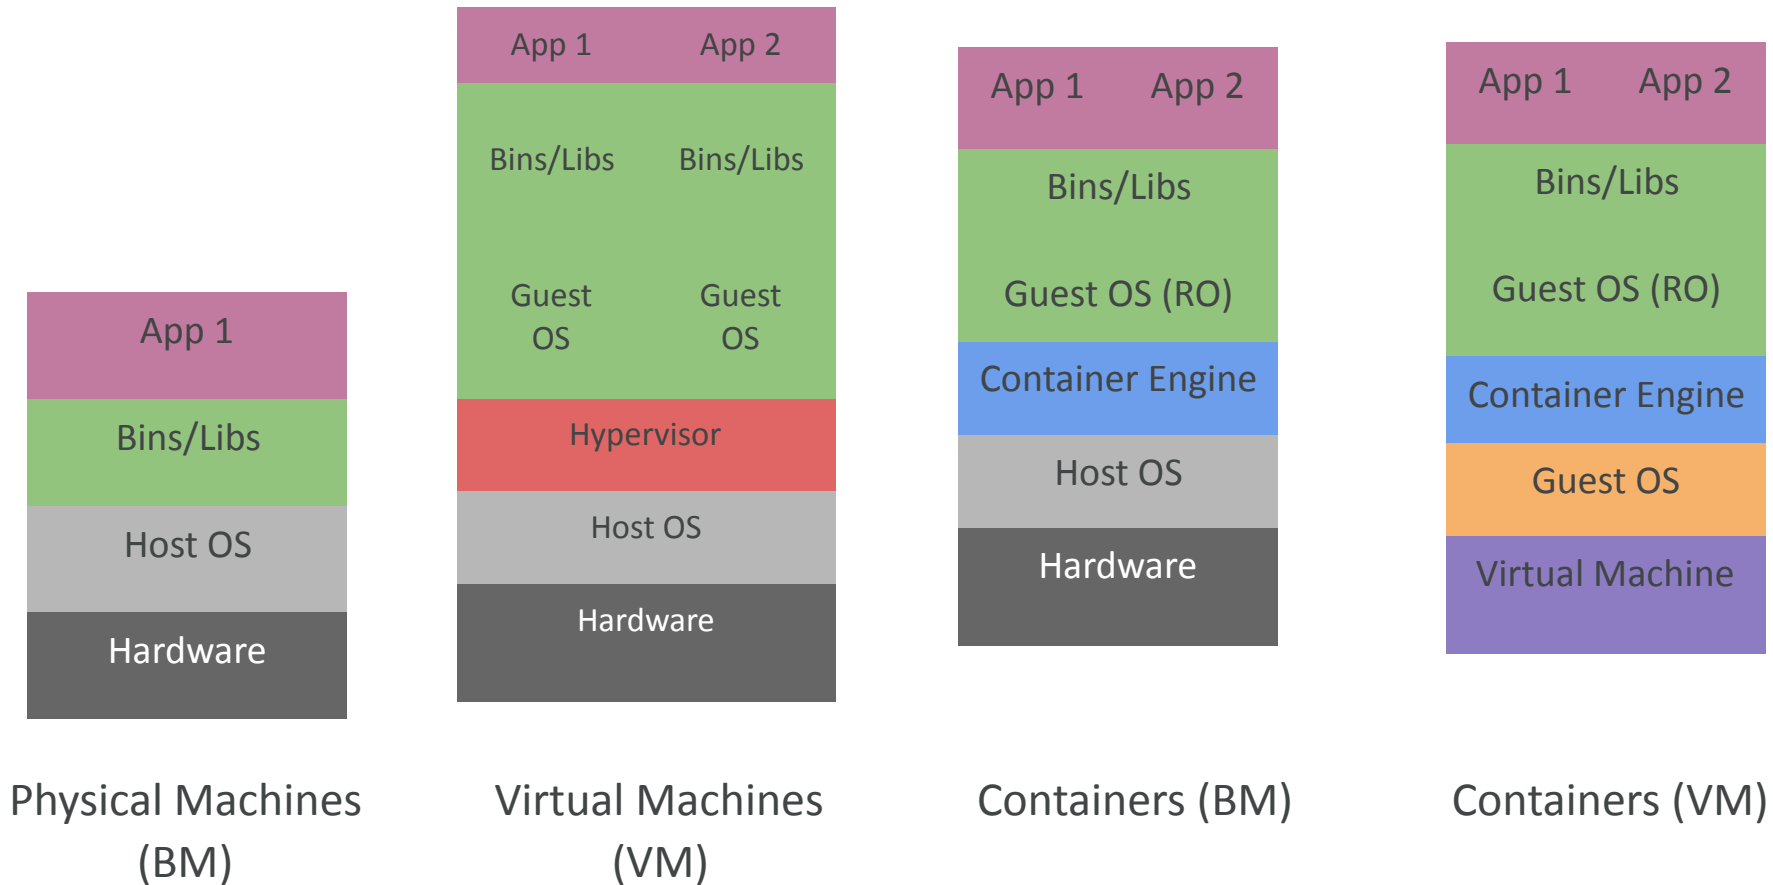 App 1
Bins/Libs
Host OS
Hardware
Physical Machines
(BM)
App 1 App 2
Bins/Libs Bins/Libs
Guest Guest
OS OS
Hypervisor
Host OS
Hardware
Virtual Machines
(VM)
App 1 App 2
Bins/Libs
Guest OS (RO)
Container Engine
Host OS
Hardware
Containers (BM)
App 1 App 2
Bins/Libs
Guest OS (RO)
Container Engine
Guest OS
Virtual Machine
Containers (VM)